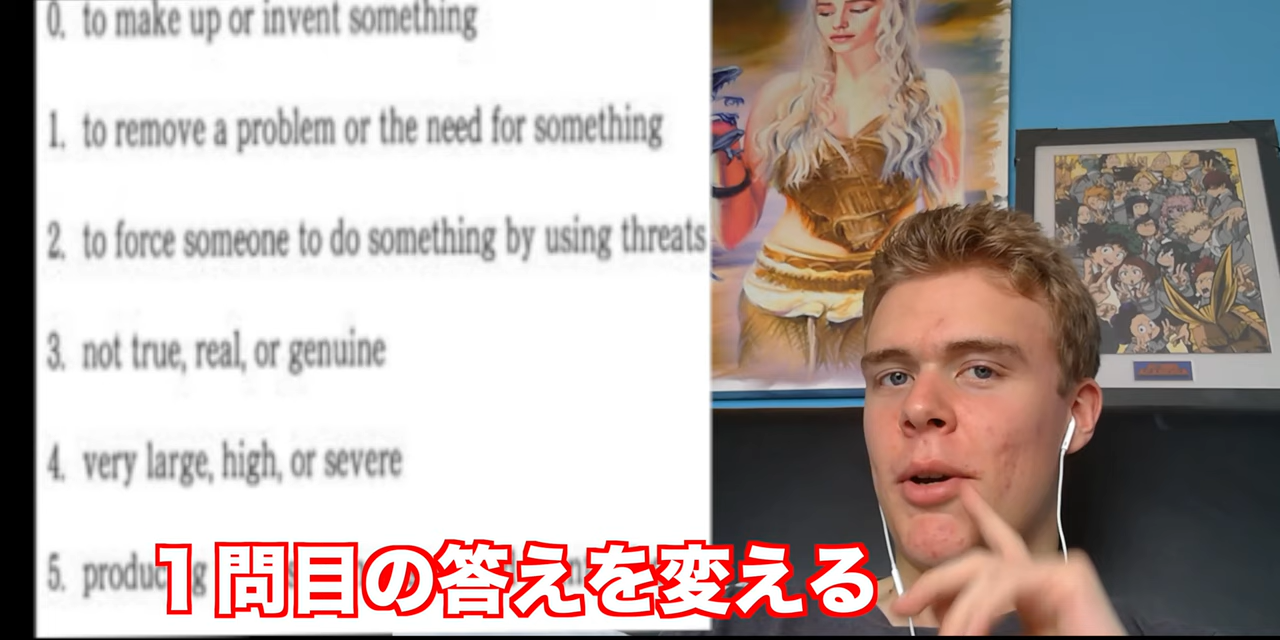 0. to make up or invent something
1. to remove a problem or the need for something
2. to force someone to do something by using threats
3. not true, real, or genuine
4. very large, high, or severe
5.
１問目の答えを変える